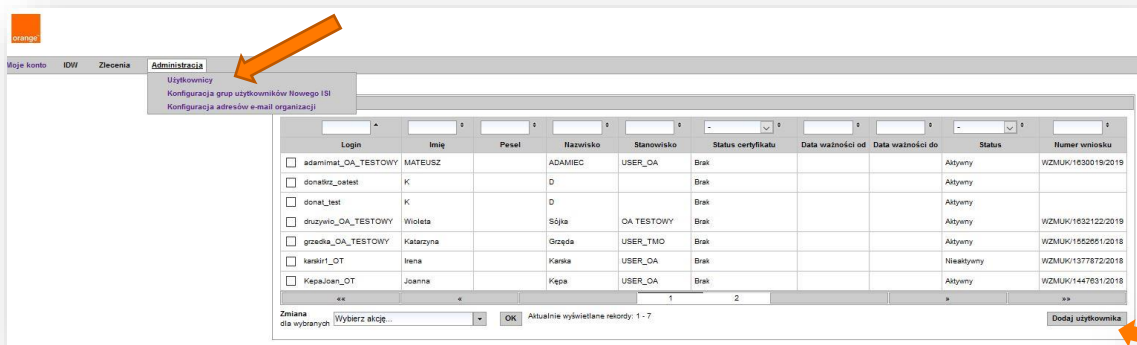 orange™
Moje konto IDW Zlecenia Administracja
Użytkownicy
Konfiguracja grup użytkowników Nowego ISI
Konfiguracja adresów e-mail organizacji
- -
Login Imię Pesel Nazwisko Stanowisko Status certyfikatu Data ważności od Data ważności do Status Numer wniosku
adamimat_OA_TESTOWY MATEUSZ ADAMIEC USER_OA Brak Aktywny WZMUK/1630019/2019
donatkrz_oatest K D Brak Aktywny
donat_test K D Brak Aktywny
druzywio_OA_TESTOWY Wioleta Sójka OA TESTOWY Brak Aktywny WZMUK/1632122/2019
grzedka_OA_TESTOWY Katarzyna Grzęda USER_TMO Brak Aktywny WZMUK/1552651/2018
karskir1_OT Irena Karska USER_OA Brak Nieaktywny WZMUK/1377872/2018
KepaJoan_OT Joanna Kępa USER_OA Brak Aktywny WZMUK/1447631/2018
«« « 1 2 » »»
Zmiana
dla wybranych Wybierz akcję... OK Aktualnie wyświetlane rekordy: 1 - 7 Dodaj użytkownika